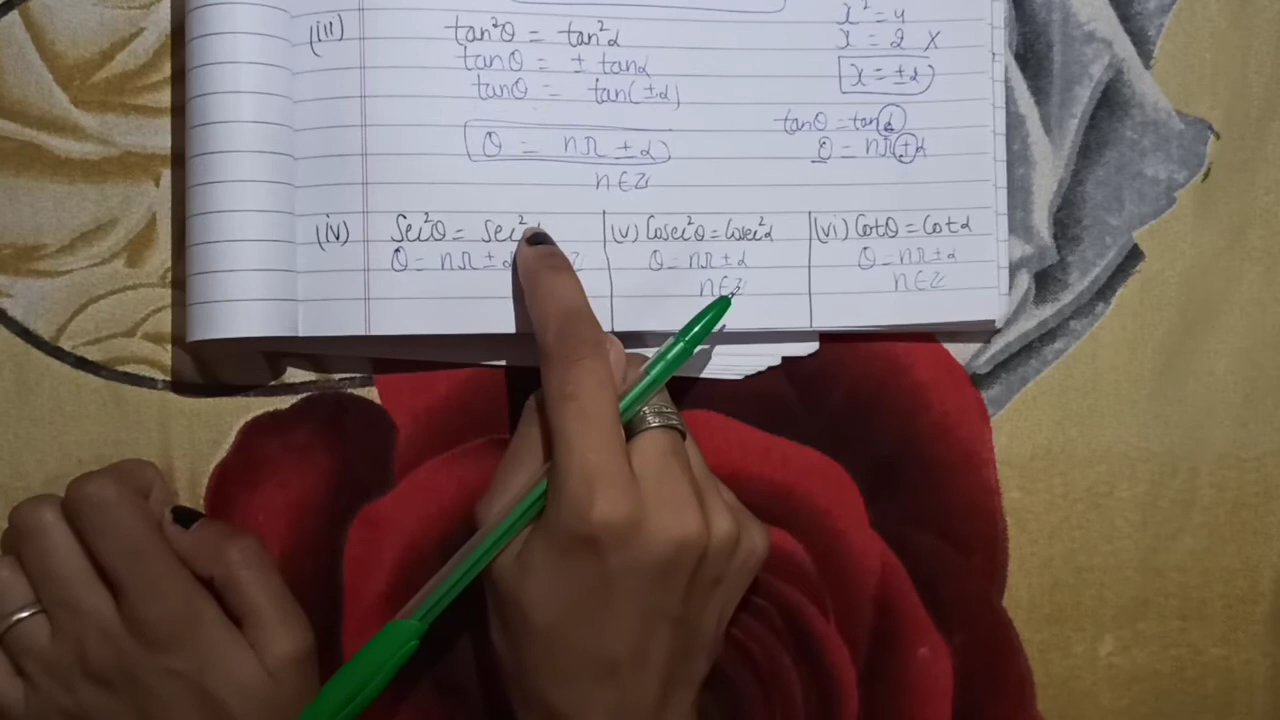 (iii) tan²θ = tan²α
tanθ = ± tanα
tanθ = tan(±α)
θ = nπ ± α
n∈Z
x² = 4
x = 2 ×
x = ±2
tanθ = tanα
θ = nπ ± α
(iv) Sec²θ = Sec²
θ = nπ ± α
(v) Cosec²θ = Cosec²α
θ = nπ ± α
n∈Z
(vi) Cotθ = Cotα
θ = nπ ± α
n∈Z